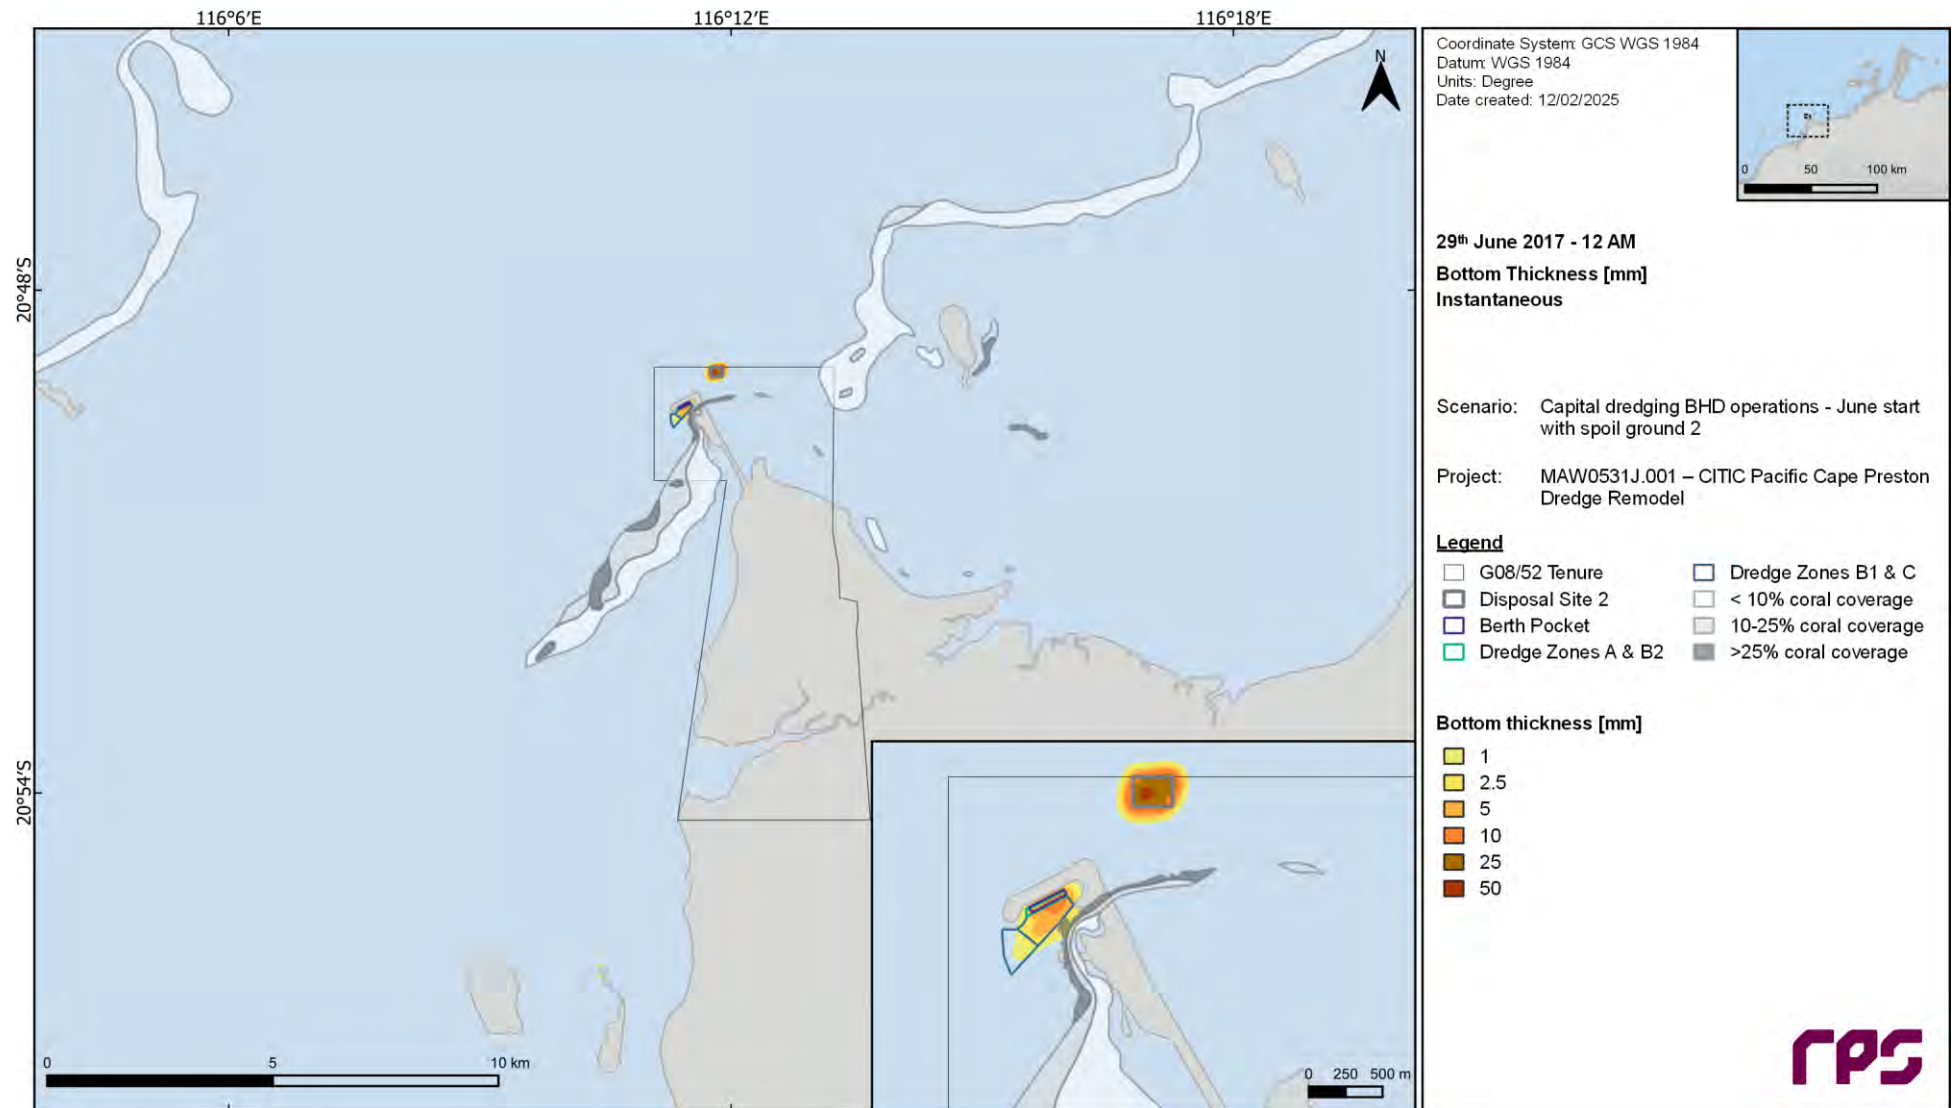 116°6'E
116°12'E
116°18'E
20°48'S
20°54'S
N
0 5 10 km
0 250 500 m
Coordinate System: GCS WGS 1984
Datum: WGS 1984
Units: Degree
Date created: 12/02/2025
0 50 100 km
29th June 2017 - 12 AM
Bottom Thickness [mm]
Instantaneous
Scenario: Capital dredging BHD operations - June start
with spoil ground 2
Project: MAW0531J.001 – CITIC Pacific Cape Preston
Dredge Remodel
Legend
G08/52 Tenure
Disposal Site 2
Berth Pocket
Dredge Zones A & B2
Dredge Zones B1 & C
< 10% coral coverage
10-25% coral coverage
>25% coral coverage
Bottom thickness [mm]
1
2.5
5
10
25
50
rps